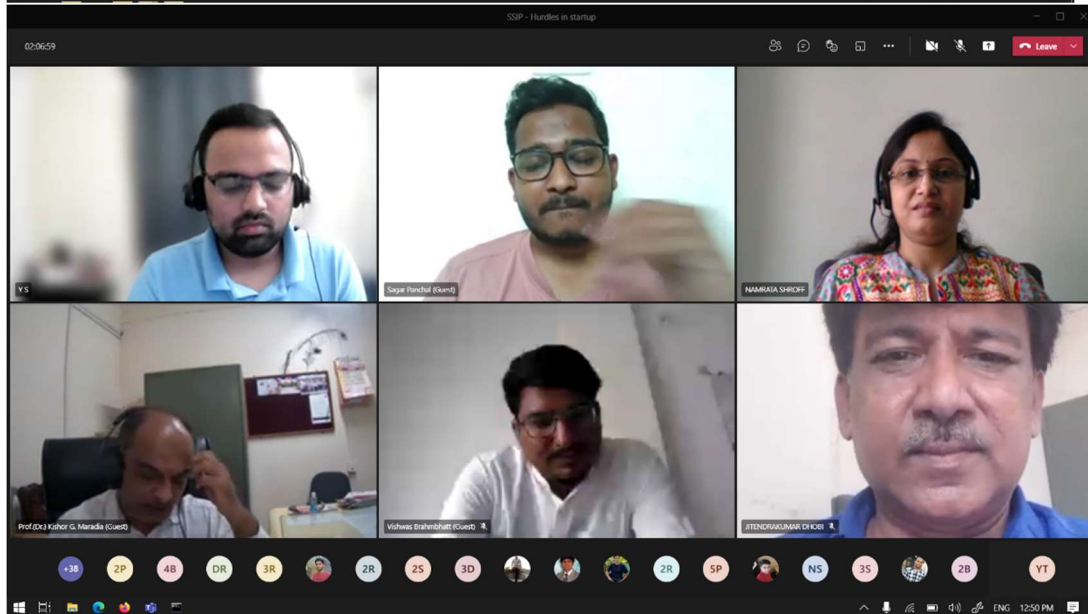 SSIP - Hurdles in startup
02:06:59
Leave
Y S
Sagar Panchal (Guest)
NAMRATA SHROFF
Prof.(Dr.) Kishor G. Maradia (Guest)
Vishwas Brahmbhatt (Guest)
JITENDRAKUMAR DHOBI
+38 2P 4B DR 3R 2R 2S 3D 2R 5P NS 3S 2B YT
ENG 12:50 PM